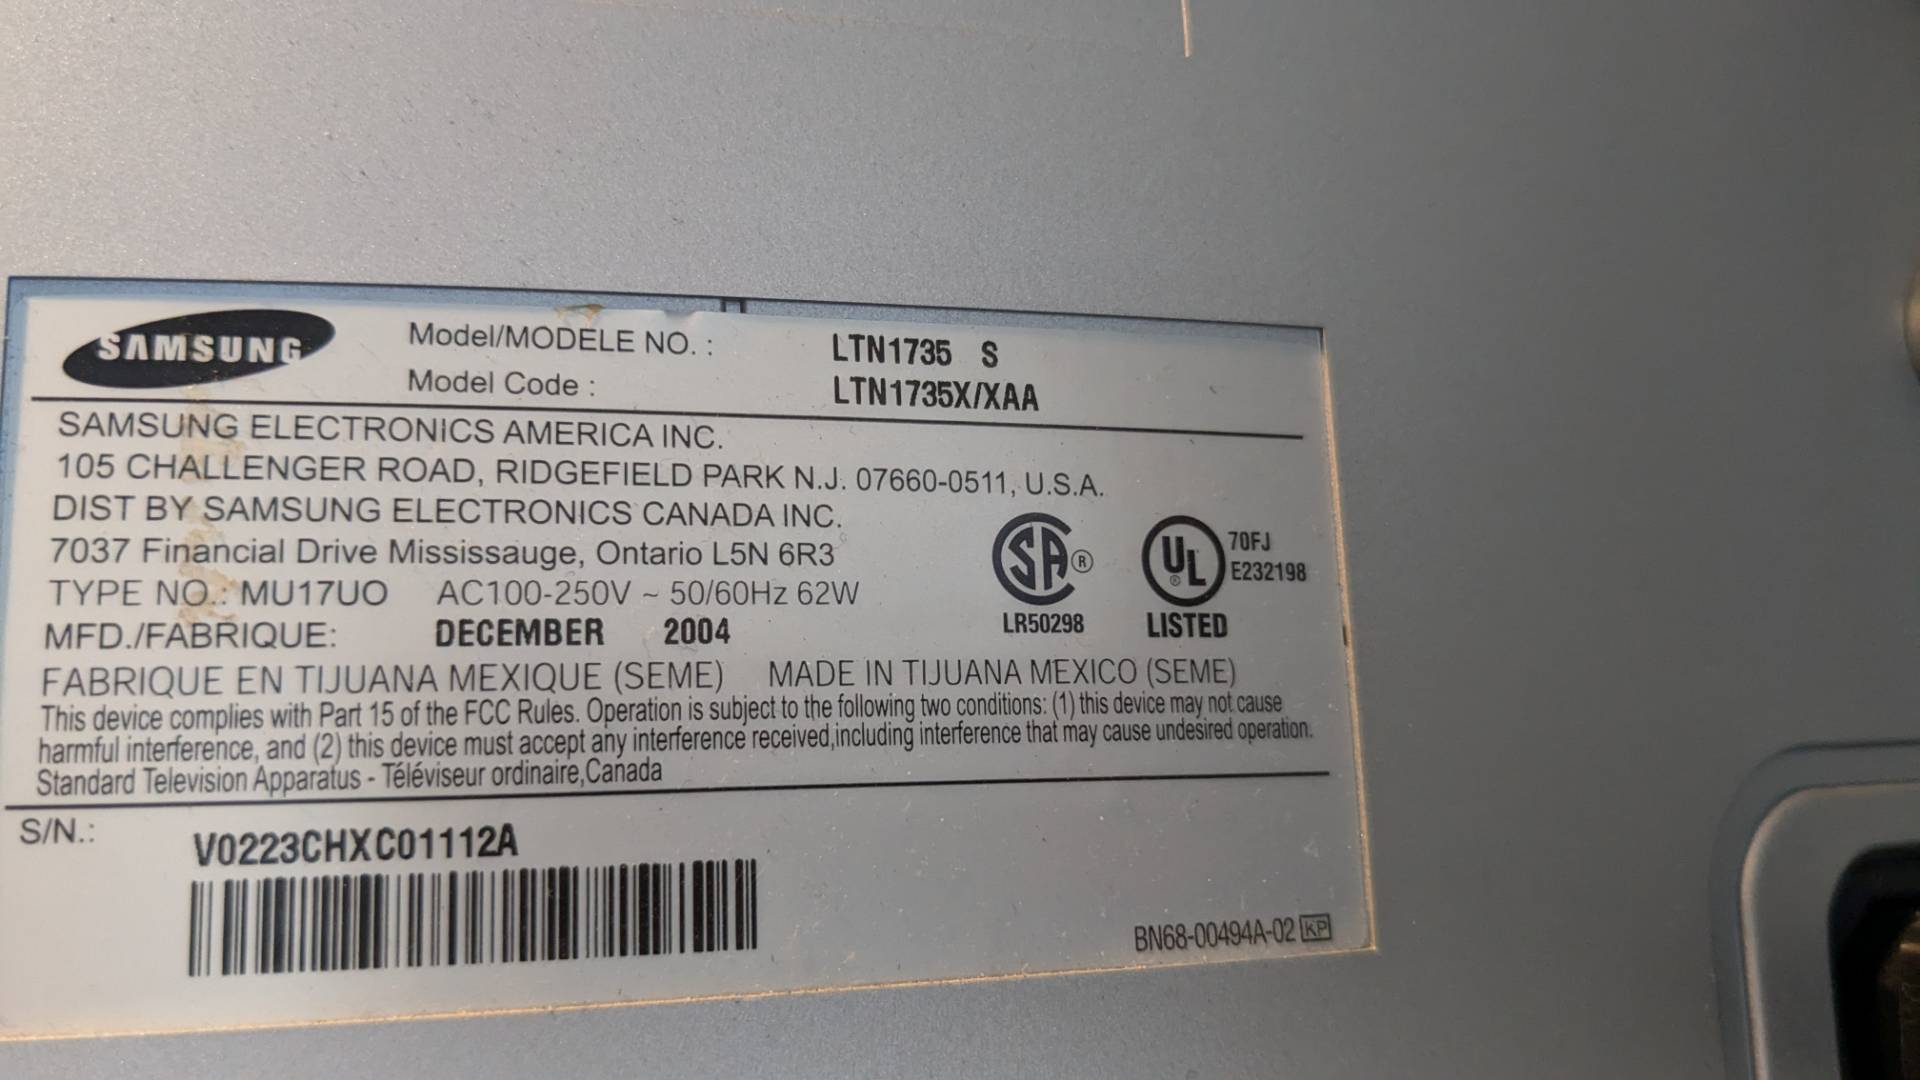 SAMSUNG
Model/MODELE NO. : LTN1735 S
Model Code : LTN1735X/XAA
SAMSUNG ELECTRONICS AMERICA INC.
105 CHALLENGER ROAD, RIDGEFIELD PARK N.J. 07660-0511, U.S.A.
DIST BY SAMSUNG ELECTRONICS CANADA INC.
7037 Financial Drive Mississauge, Ontario L5N 6R3
TYPE NO.: MU17UO AC100-250V ~ 50/60Hz 62W
MFD./FABRIQUE: DECEMBER 2004
SA ®
LR50298
UL ®
LISTED
70FJ
E232198
FABRIQUE EN TIJUANA MEXIQUE (SEME) MADE IN TIJUANA MEXICO (SEME)
This device complies with Part 15 of the FCC Rules. Operation is subject to the following two conditions: (1) this device may not cause
harmful interference, and (2) this device must accept any interference received,including interference that may cause undesired operation.
Standard Television Apparatus - Téléviseur ordinaire,Canada
S/N.: V0223CHXC01112A
BN68-00494A-02 KP